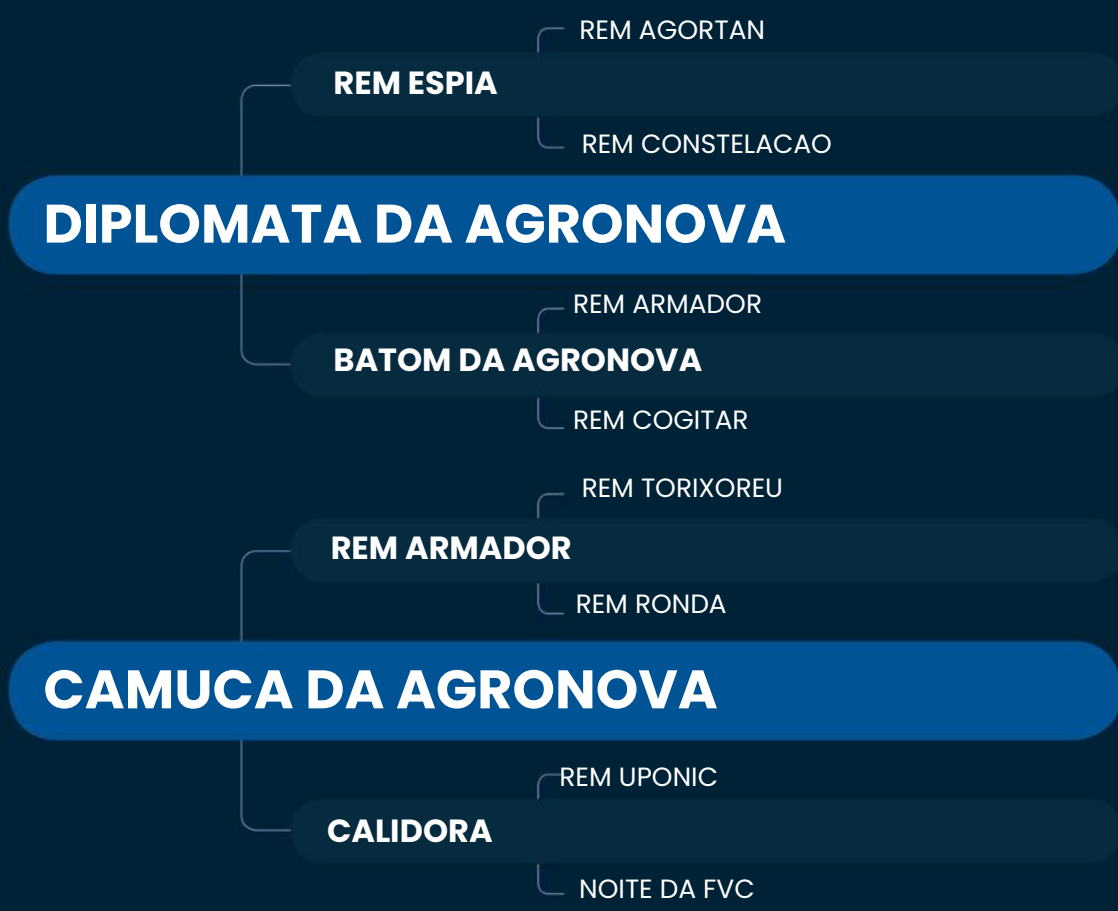 REM AGORTAN
REM ESPIA
REM CONSTELACAO
DIPLOMATA DA AGRONOVA
REM ARMADOR
BATOM DA AGRONOVA
REM COGITAR
REM TORIXOREU
REM ARMADOR
REM RONDA
CAMUCA DA AGRONOVA
REM UPONIC
CALIDORA
NOITE DA FVC